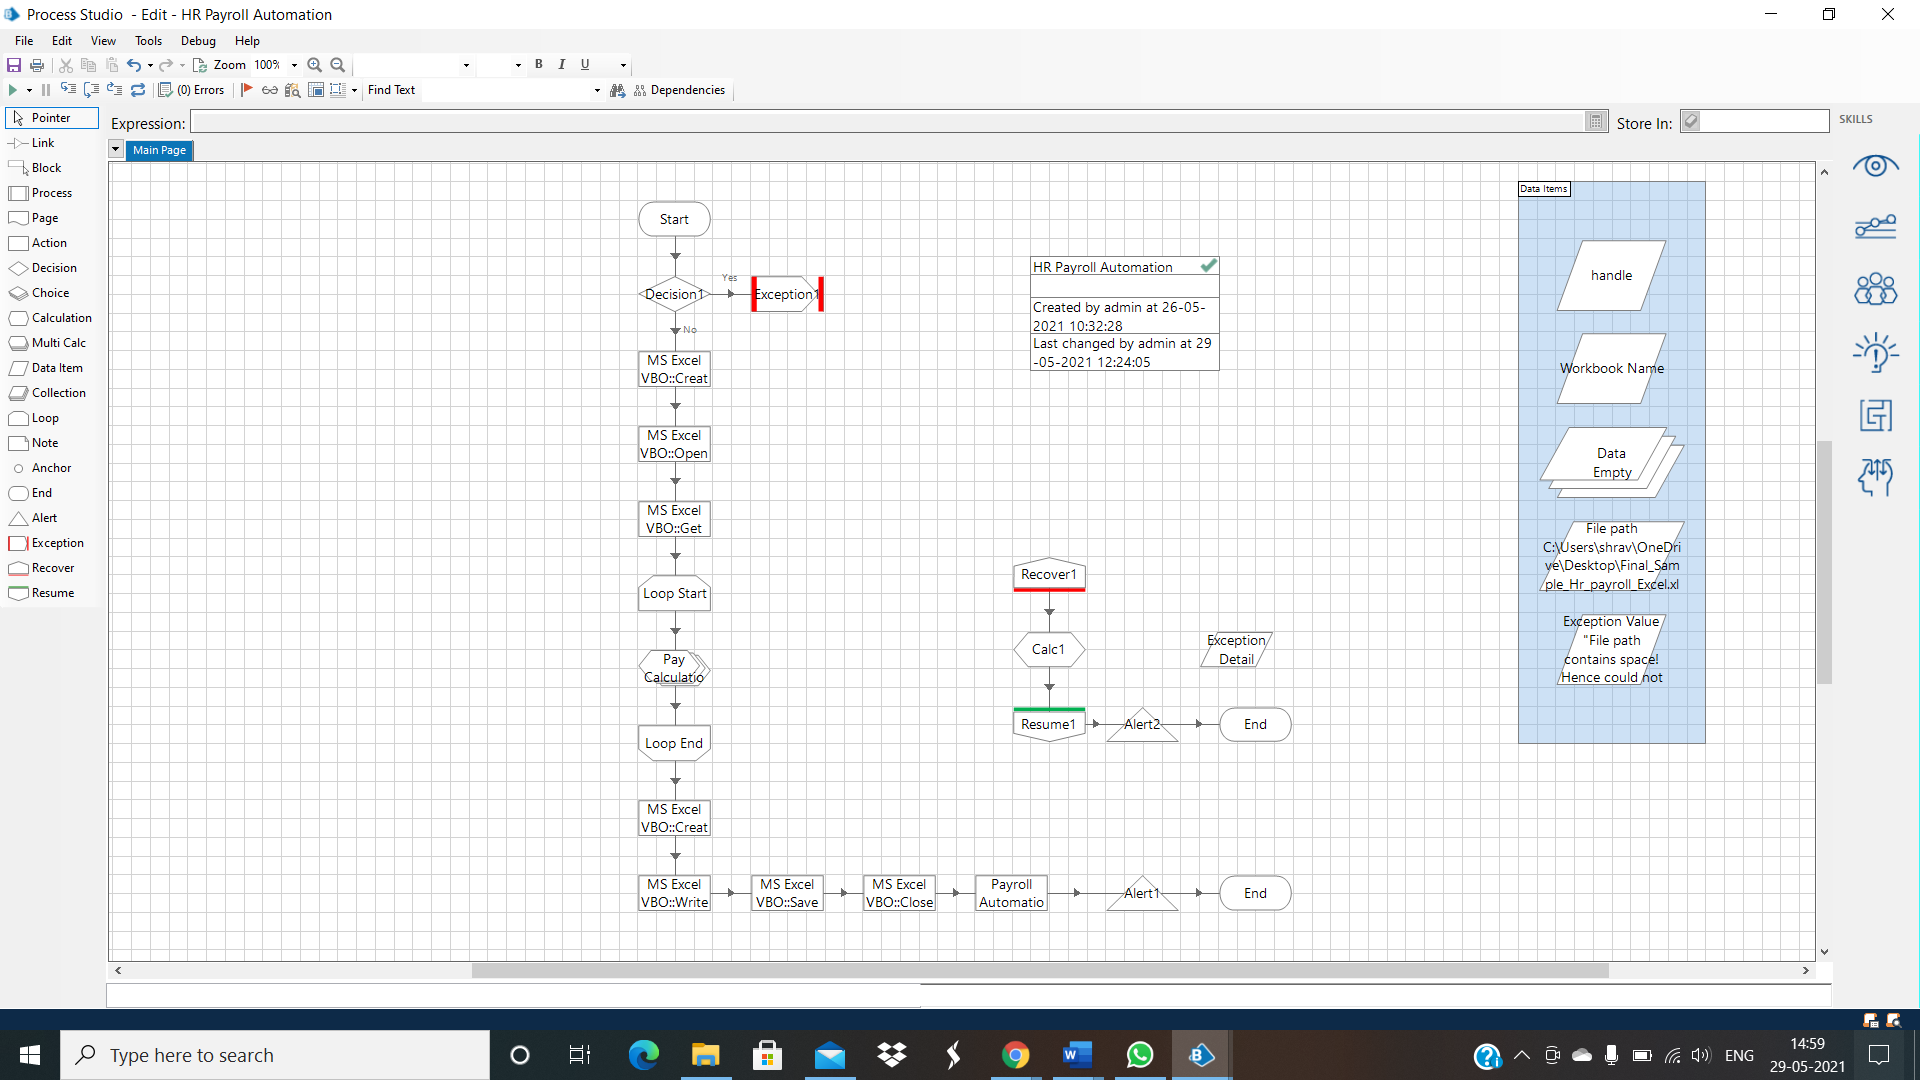 Process Studio  - Edit - HR Payroll Automation
File Edit View Tools Debug Help
Zoom 100% B I U
(0) Errors Find Text Dependencies
Pointer
Link
Block
Process
Page
Action
Decision
Choice
Calculation
Multi Calc
Data Item
Collection
Loop
Note
Anchor
End
Alert
Exception
Recover
Resume
Expression:
Store In:
SKILLS
Main Page
Start
Decision1
Yes
Exception1
No
MS Excel
VBO::Creat
MS Excel
VBO::Open
MS Excel
VBO::Get
Loop Start
Pay
Calculatio
Loop End
MS Excel
VBO::Creat
MS Excel
VBO::Write
MS Excel
VBO::Save
MS Excel
VBO::Close
Payroll
Automatio
Alert1
End
HR Payroll Automation
Created by admin at 26-05-
2021 10:32:28
Last changed by admin at 29
-05-2021 12:24:05
Recover1
Calc1
Resume1
Alert2
End
Exception
Detail
Data Items
handle
Workbook Name
Data
Empty
File path
C:\Users\shrav\OneDri
ve\Desktop\Final_Sam
ple_Hr_payroll_Excel.xl
Exception Value
"File path
contains space!
Hence could not
Type here to search
ENG
14:59
29-05-2021